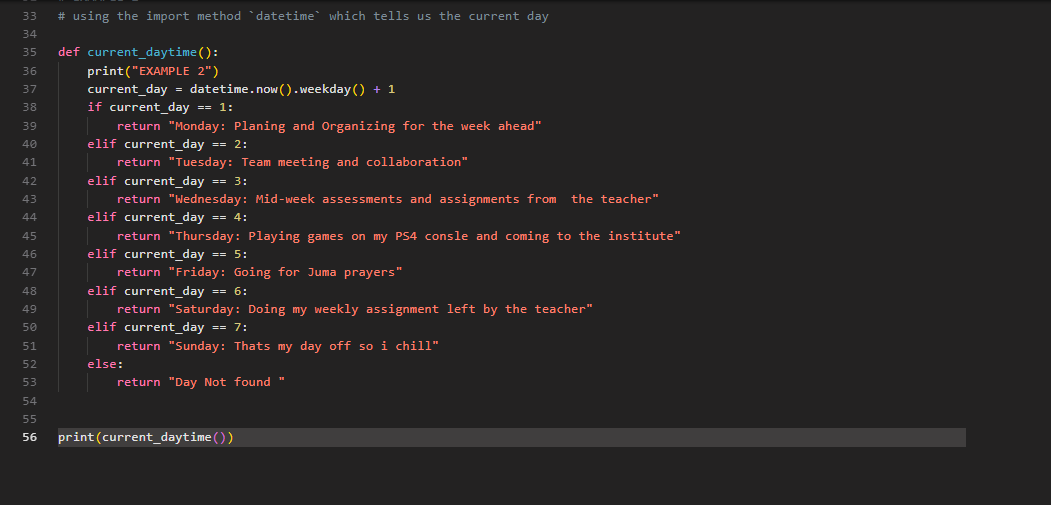 33 # using the import method `datetime` which tells us the current day
34
35 def current_daytime():
36     print("EXAMPLE 2")
37     current_day = datetime.now().weekday() + 1
38     if current_day == 1:
39         return "Monday: Planing and Organizing for the week ahead"
40     elif current_day == 2:
41         return "Tuesday: Team meeting and collaboration"
42     elif current_day == 3:
43         return "Wednesday: Mid-week assessments and assignments from  the teacher"
44     elif current_day == 4:
45         return "Thursday: Playing games on my PS4 consle and coming to the institute"
46     elif current_day == 5:
47         return "Friday: Going for Juma prayers"
48     elif current_day == 6:
49         return "Saturday: Doing my weekly assignment left by the teacher"
50     elif current_day == 7:
51         return "Sunday: Thats my day off so i chill"
52     else:
53         return "Day Not found "
54
55
56 print(current_daytime())